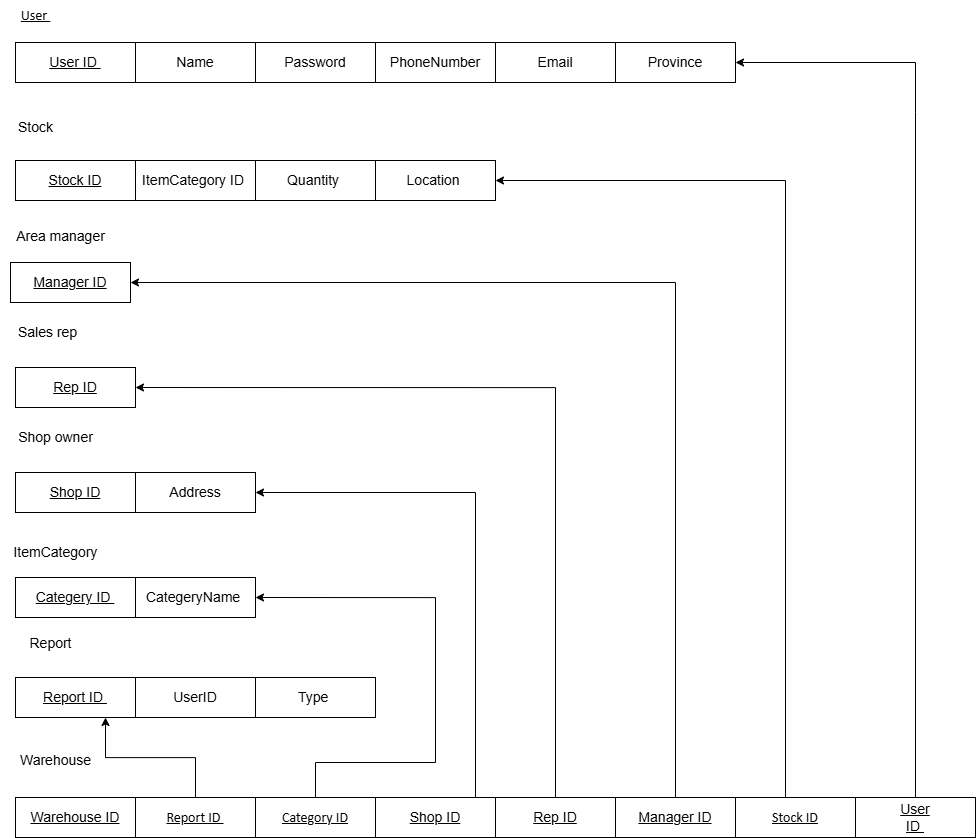 User
User ID Name Password PhoneNumber Email Province
Stock
Stock ID ItemCategory ID Quantity Location
Area manager
Manager ID
Sales rep
Rep ID
Shop owner
Shop ID Address
ItemCategory
Categery ID CategeryName
Report
Report ID UserID Type
Warehouse
Warehouse ID Report ID Category ID Shop ID Rep ID Manager ID Stock ID User
ID